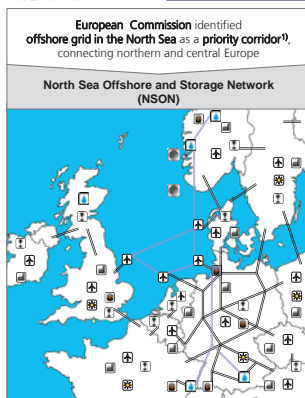 European Commission identified
offshore grid in the North Sea as a priority corridor1),
connecting northern and central Europe
North Sea Offshore and Storage Network
(NSON)